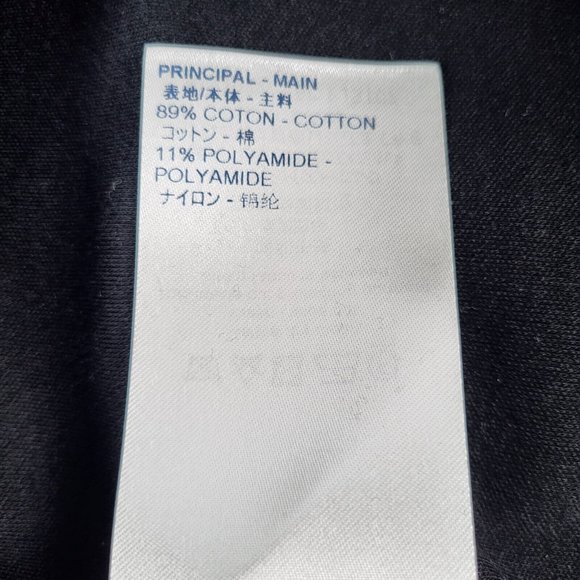 PRINCIPAL - MAIN
表地/本体 - 主料
89% COTON - COTTON
コットン - 棉
11% POLYAMIDE -
POLYAMIDE
ナイロン - 锦纶